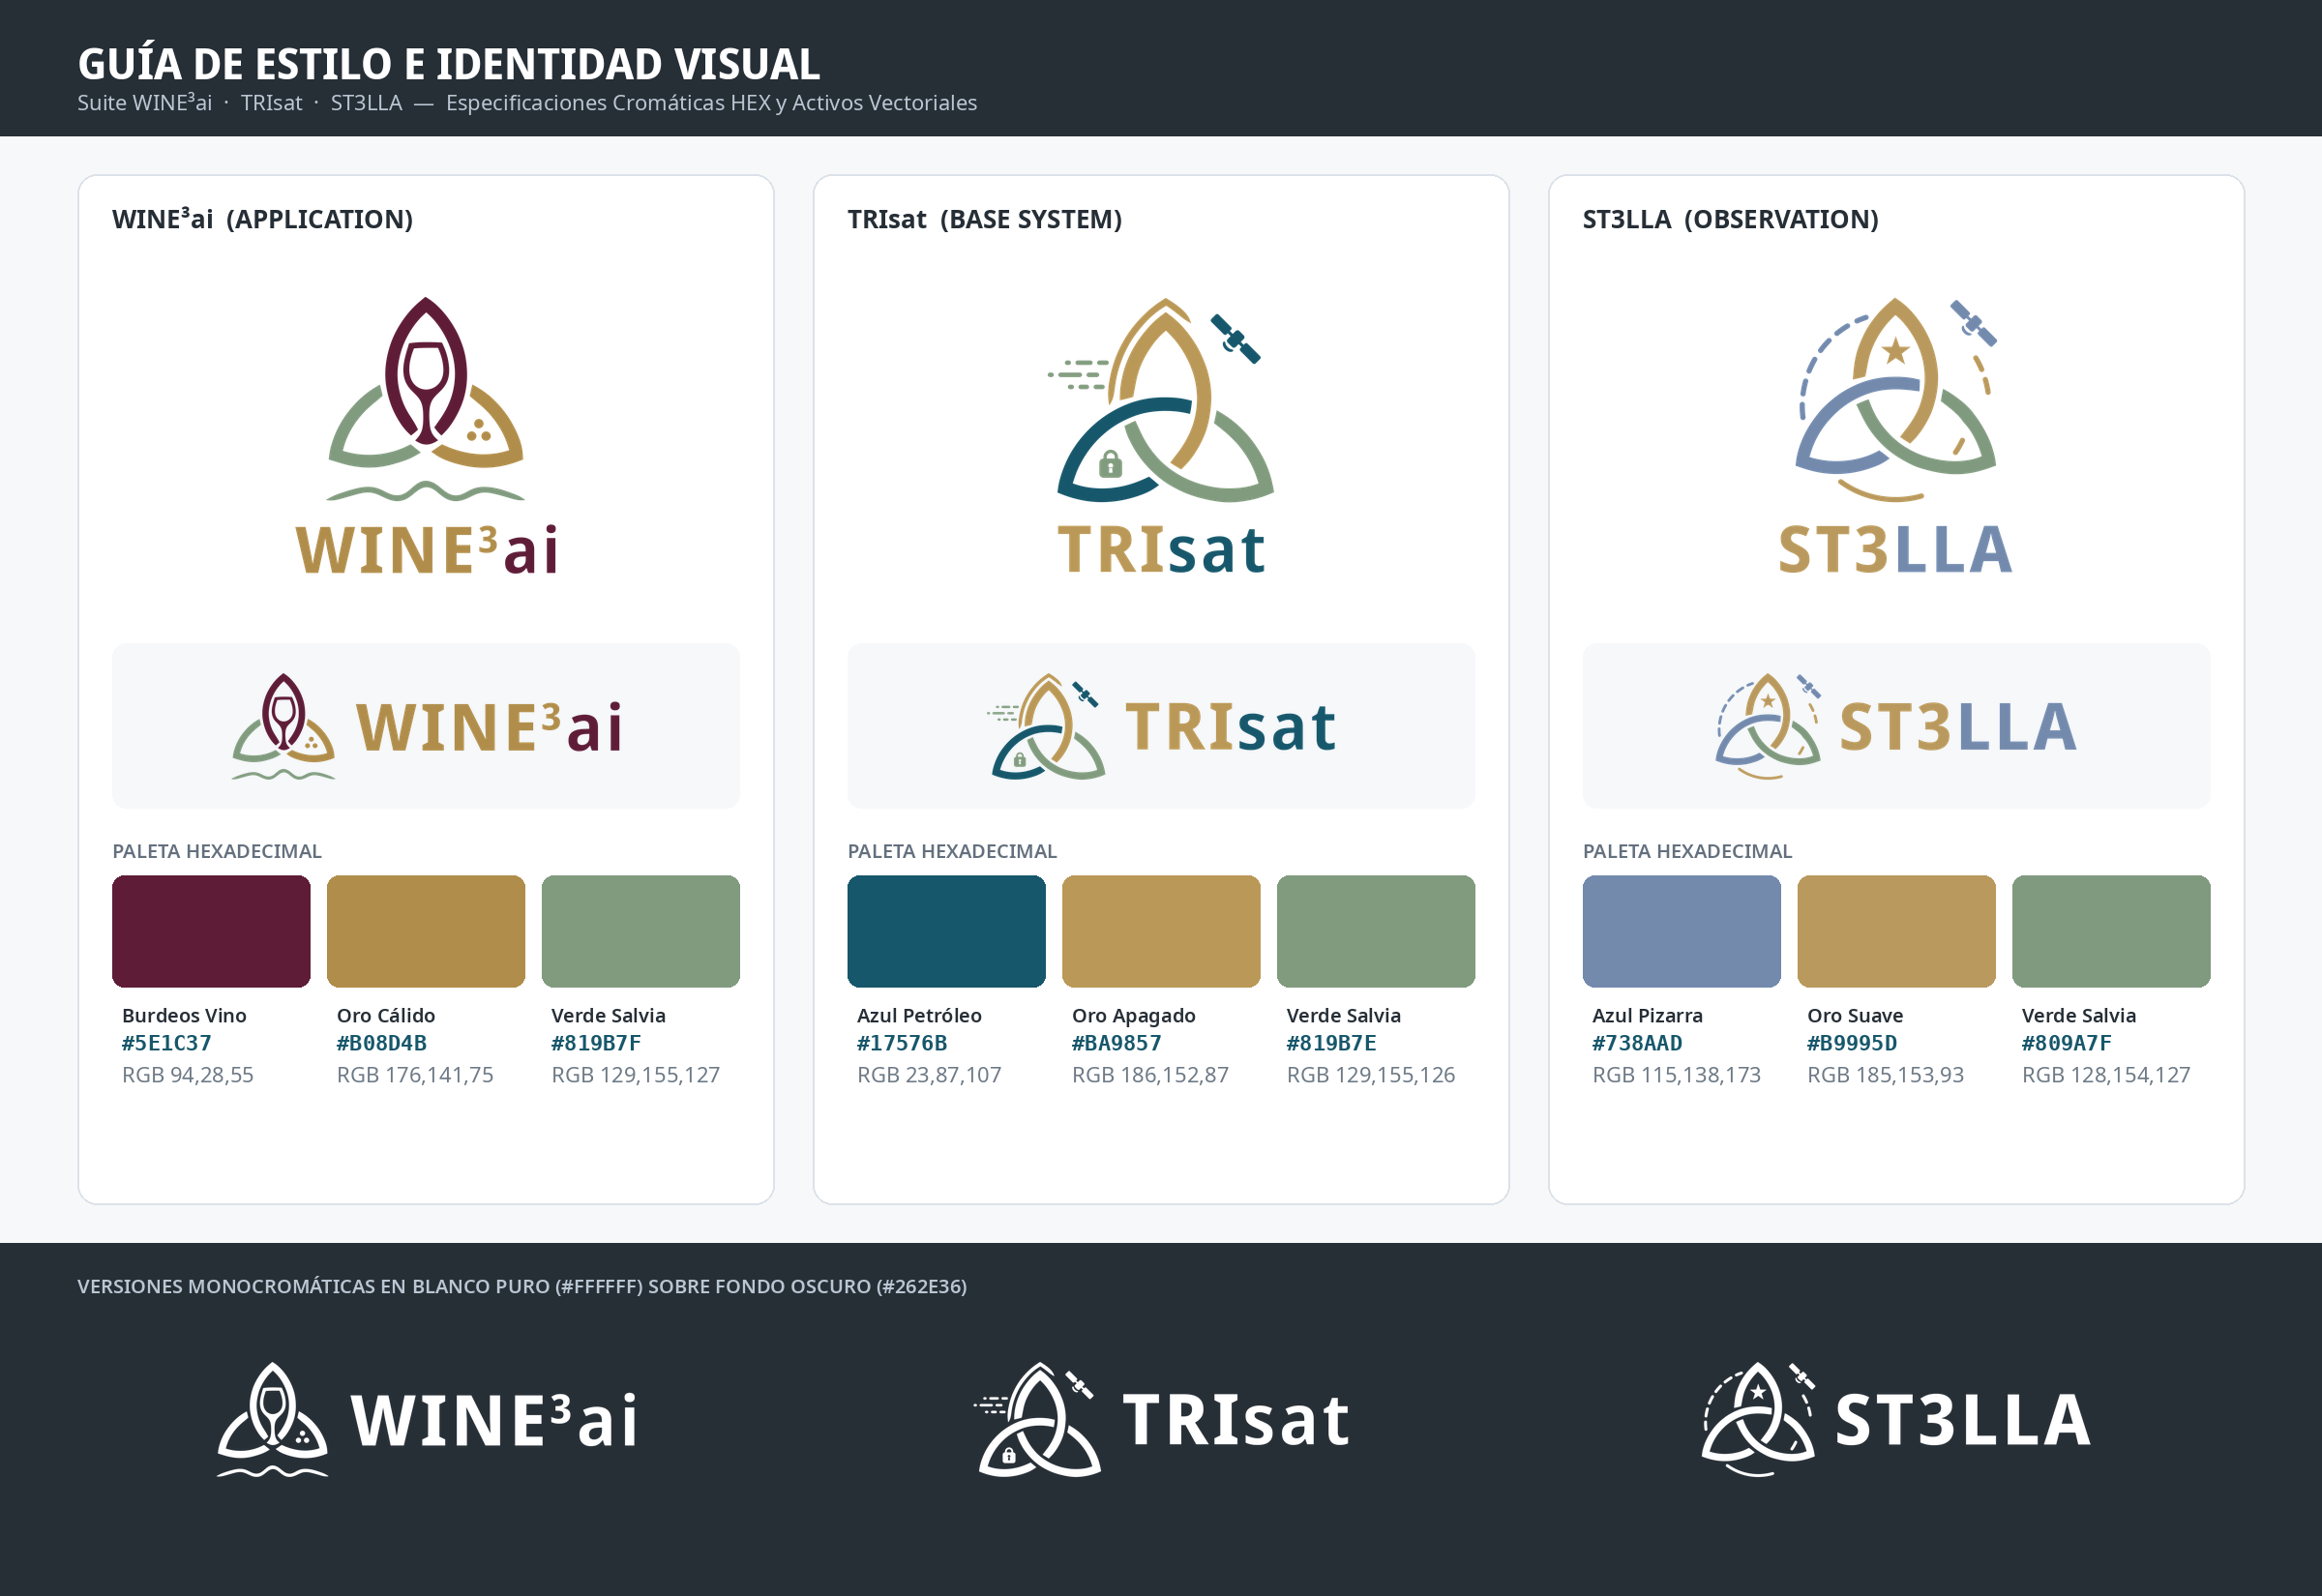 GUÍA DE ESTILO E IDENTIDAD VISUAL
Suite WINE³ai · TRIsat · ST3LLA — Especificaciones Cromáticas HEX y Activos Vectoriales
WINE³ai (APPLICATION)
WINE³ai
WINE³ai
PALETA HEXADECIMAL
Burdeos Vino
#5E1C37
RGB 94,28,55
Oro Cálido
#B08D4B
RGB 176,141,75
Verde Salvia
#819B7F
RGB 129,155,127
TRIsat (BASE SYSTEM)
TRIsat
TRIsat
PALETA HEXADECIMAL
Azul Petróleo
#17576B
RGB 23,87,107
Oro Apagado
#BA9857
RGB 186,152,87
Verde Salvia
#819B7E
RGB 129,155,126
ST3LLA (OBSERVATION)
ST3LLA
ST3LLA
PALETA HEXADECIMAL
Azul Pizarra
#738AAD
RGB 115,138,173
Oro Suave
#B9995D
RGB 185,153,93
Verde Salvia
#809A7F
RGB 128,154,127
VERSIONES MONOCROMÁTICAS EN BLANCO PURO (#FFFFFF) SOBRE FONDO OSCURO (#262E36)
WINE³ai
TRIsat
ST3LLA